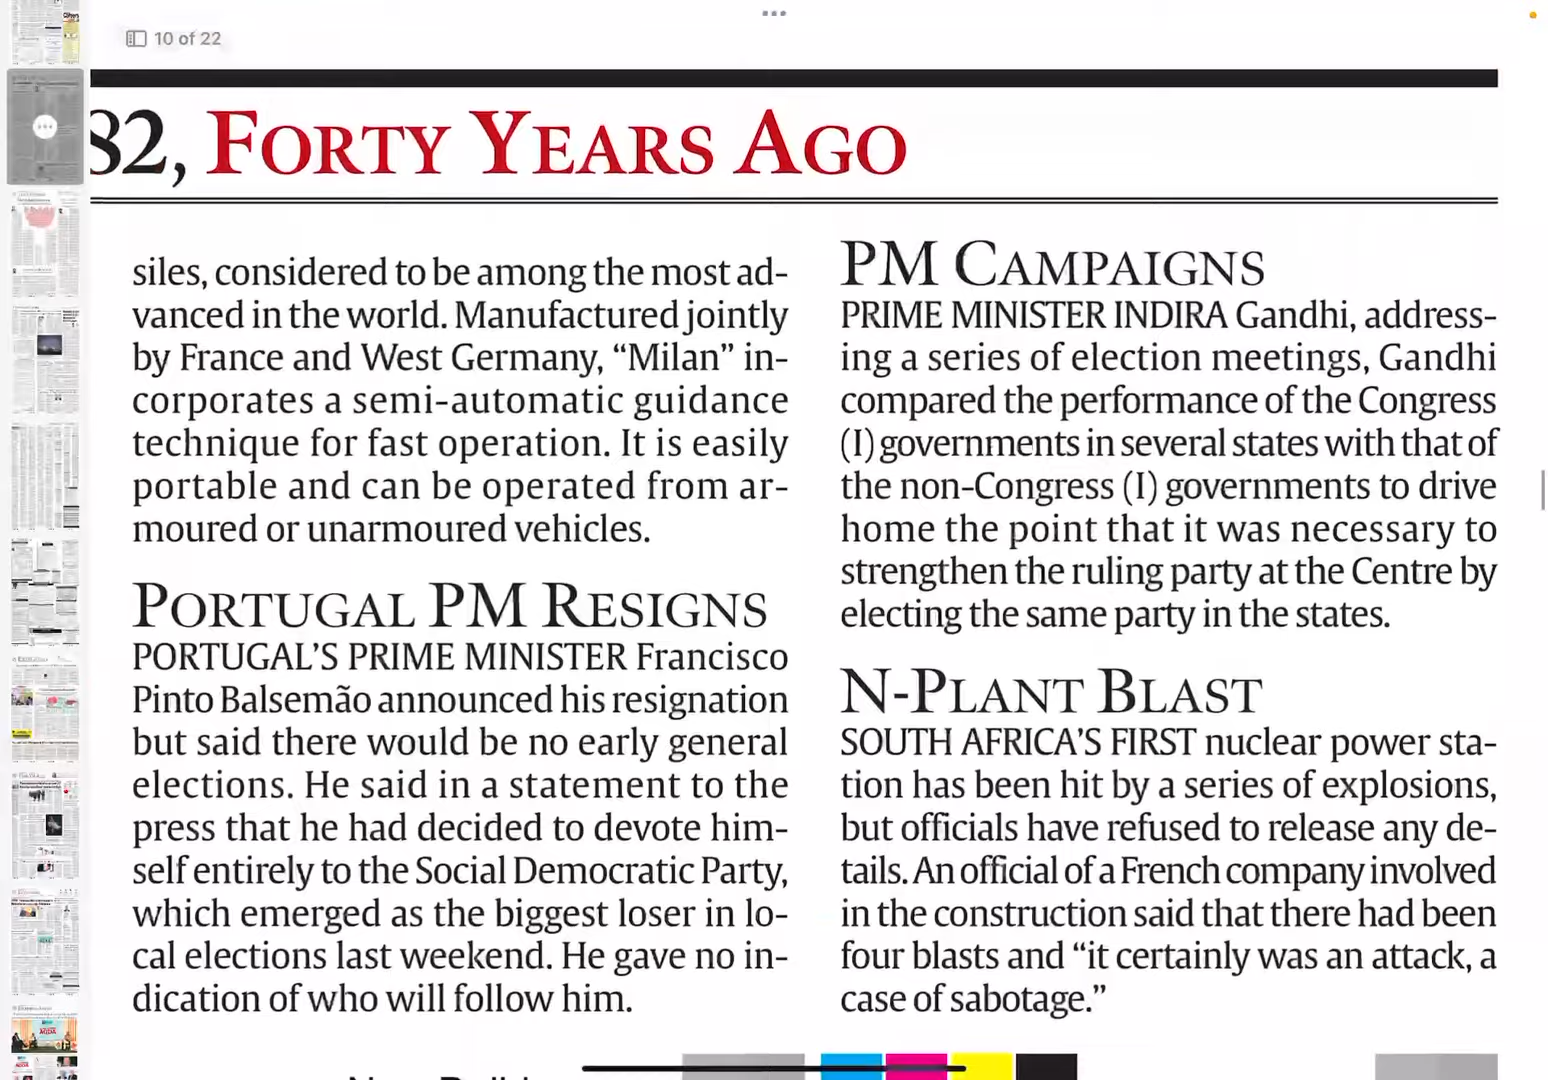 10 of 22
82, FORTY YEARS AGO
siles, considered to be among the most ad-
vanced in the world. Manufactured jointly
by France and West Germany, “Milan” in-
corporates a semi-automatic guidance
technique for fast operation. It is easily
portable and can be operated from ar-
moured or unarmoured vehicles.
PORTUGAL PM RESIGNS
PORTUGAL’S PRIME MINISTER Francisco
Pinto Balsemão announced his resignation
but said there would be no early general
elections. He said in a statement to the
press that he had decided to devote him-
self entirely to the Social Democratic Party,
which emerged as the biggest loser in lo-
cal elections last weekend. He gave no in-
dication of who will follow him.
PM CAMPAIGNS
PRIME MINISTER INDIRA Gandhi, address-
ing a series of election meetings, Gandhi
compared the performance of the Congress
(I) governments in several states with that of
the non-Congress (I) governments to drive
home the point that it was necessary to
strengthen the ruling party at the Centre by
electing the same party in the states.
N-PLANT BLAST
SOUTH AFRICA’S FIRST nuclear power sta-
tion has been hit by a series of explosions,
but officials have refused to release any de-
tails. An official of a French company involved
in the construction said that there had been
four blasts and “it certainly was an attack, a
case of sabotage.”